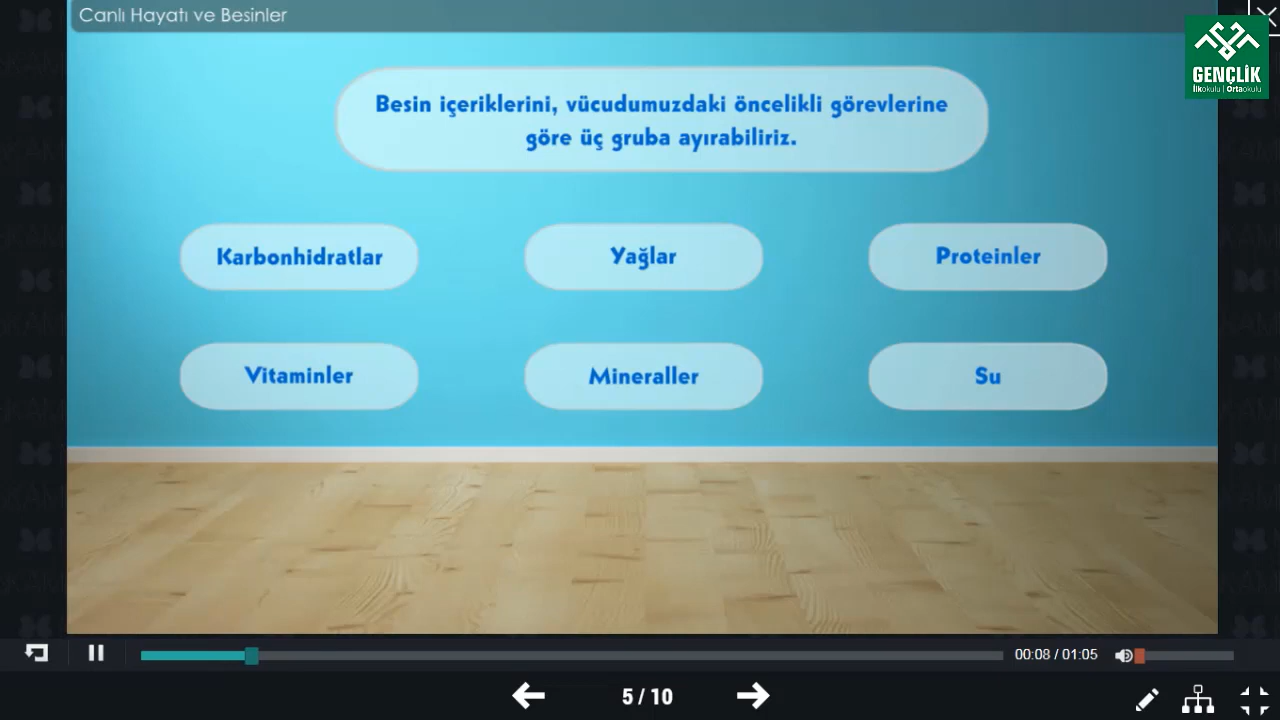 Canlı Hayatı ve Besinler
GENÇLİK
İlkokulu | Ortaokulu
Besin içeriklerini, vücudumuzdaki öncelikli görevlerine
göre üç gruba ayırabiliriz.
Karbonhidratlar
Yağlar
Proteinler
Vitaminler
Mineraller
Su
00:08 / 01:05
5 / 10